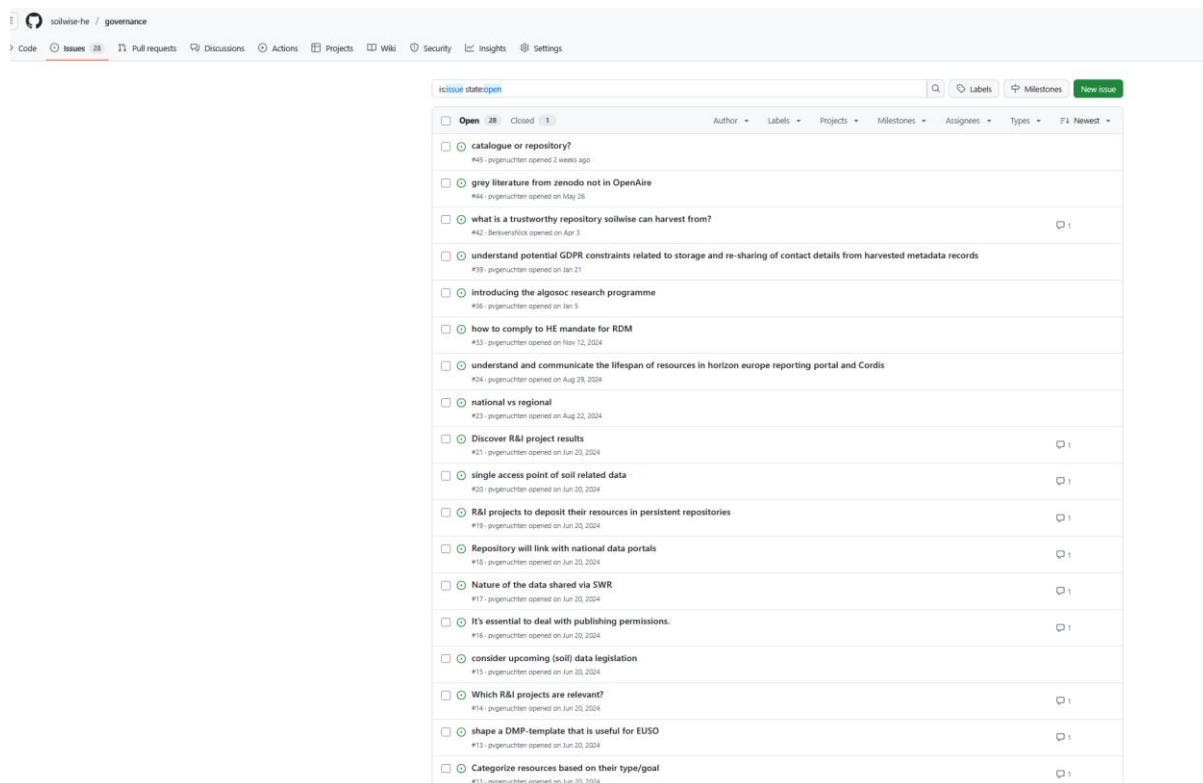 soilwise-he / governance
Code Issues 28 Pull requests Discussions Actions Projects Wiki Security Insights Settings
is:issue state:open Labels Milestones New issue
Open 28 Closed 1 Author Labels Projects Milestones Assignees Types Newest
catalogue or repository?
#45 · pvgenuchten opened 2 weeks ago
grey literature from zenodo not in OpenAire
#44 · pvgenuchten opened on May 26
what is a trustworthy repository soilwise can harvest from?
1
#42 · BerkvensNick opened on Apr 3
understand potential GDPR constraints related to storage and re-sharing of contact details from harvested metadata records
#39 · pvgenuchten opened on Jan 21
introducing the algosoc research programme
#36 · pvgenuchten opened on Jan 5
how to comply to HE mandate for RDM
#33 · pvgenuchten opened on Nov 12, 2024
understand and communicate the lifespan of resources in horizon europe reporting portal and Cordis
#24 · pvgenuchten opened on Aug 29, 2024
national vs regional
#23 · pvgenuchten opened on Aug 22, 2024
Discover R&I project results
1
#21 · pvgenuchten opened on Jun 20, 2024
single access point of soil related data
1
#20 · pvgenuchten opened on Jun 20, 2024
R&I projects to deposit their resources in persistent repositories
1
#19 · pvgenuchten opened on Jun 20, 2024
Repository will link with national data portals
1
#18 · pvgenuchten opened on Jun 20, 2024
Nature of the data shared via SWR
1
#17 · pvgenuchten opened on Jun 20, 2024
It's essential to deal with publishing permissions.
1
#16 · pvgenuchten opened on Jun 20, 2024
consider upcoming (soil) data legislation
#15 · pvgenuchten opened on Jun 20, 2024
Which R&I projects are relevant?
1
#14 · pvgenuchten opened on Jun 20, 2024
shape a DMP-template that is useful for EUSO
1
#13 · pvgenuchten opened on Jun 20, 2024
Categorize resources based on their type/goal
1
#11 · pvgenuchten opened on Jun 20, 2024